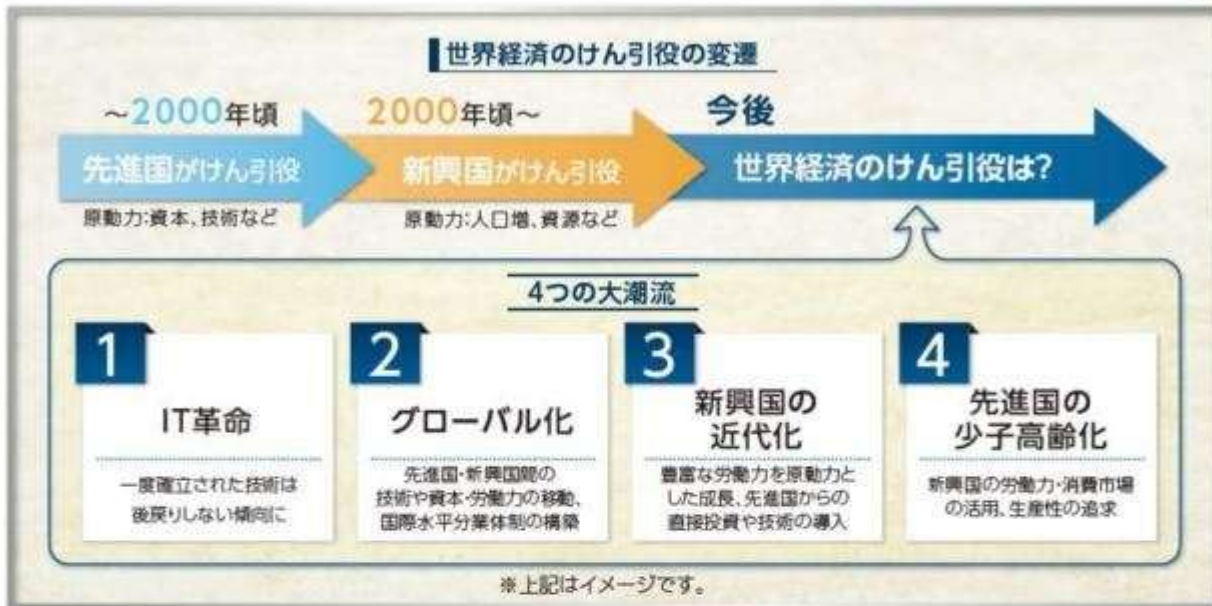 世界経済のけん引役の変遷
～2000年頃
2000年頃～
今後
先進国がけん引役
新興国がけん引役
世界経済のけん引役は?
原動力:資本、技術など
原動力:人口増、資源など
4つの大潮流
1
IT革命
一度確立された技術は
後戻りしない傾向に
2
グローバル化
先進国・新興国間の
技術や資本・労働力の移動、
国際水平分業体制の構築
3
新興国の
近代化
豊富な労働力を原動力と
した成長、先進国からの
直接投資や技術の導入
4
先進国の
少子高齢化
新興国の労働力・消費市場
の活用、生産性の追求
※上記はイメージです。